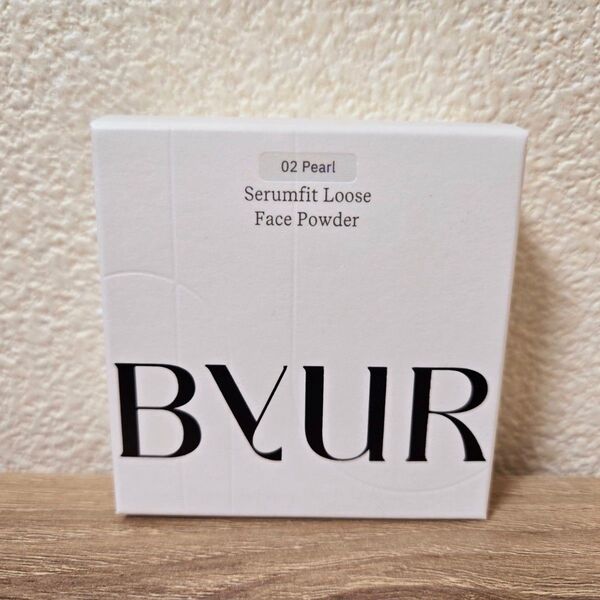 02 Pearl
Serumfit Loose
Face Powder
BYUR